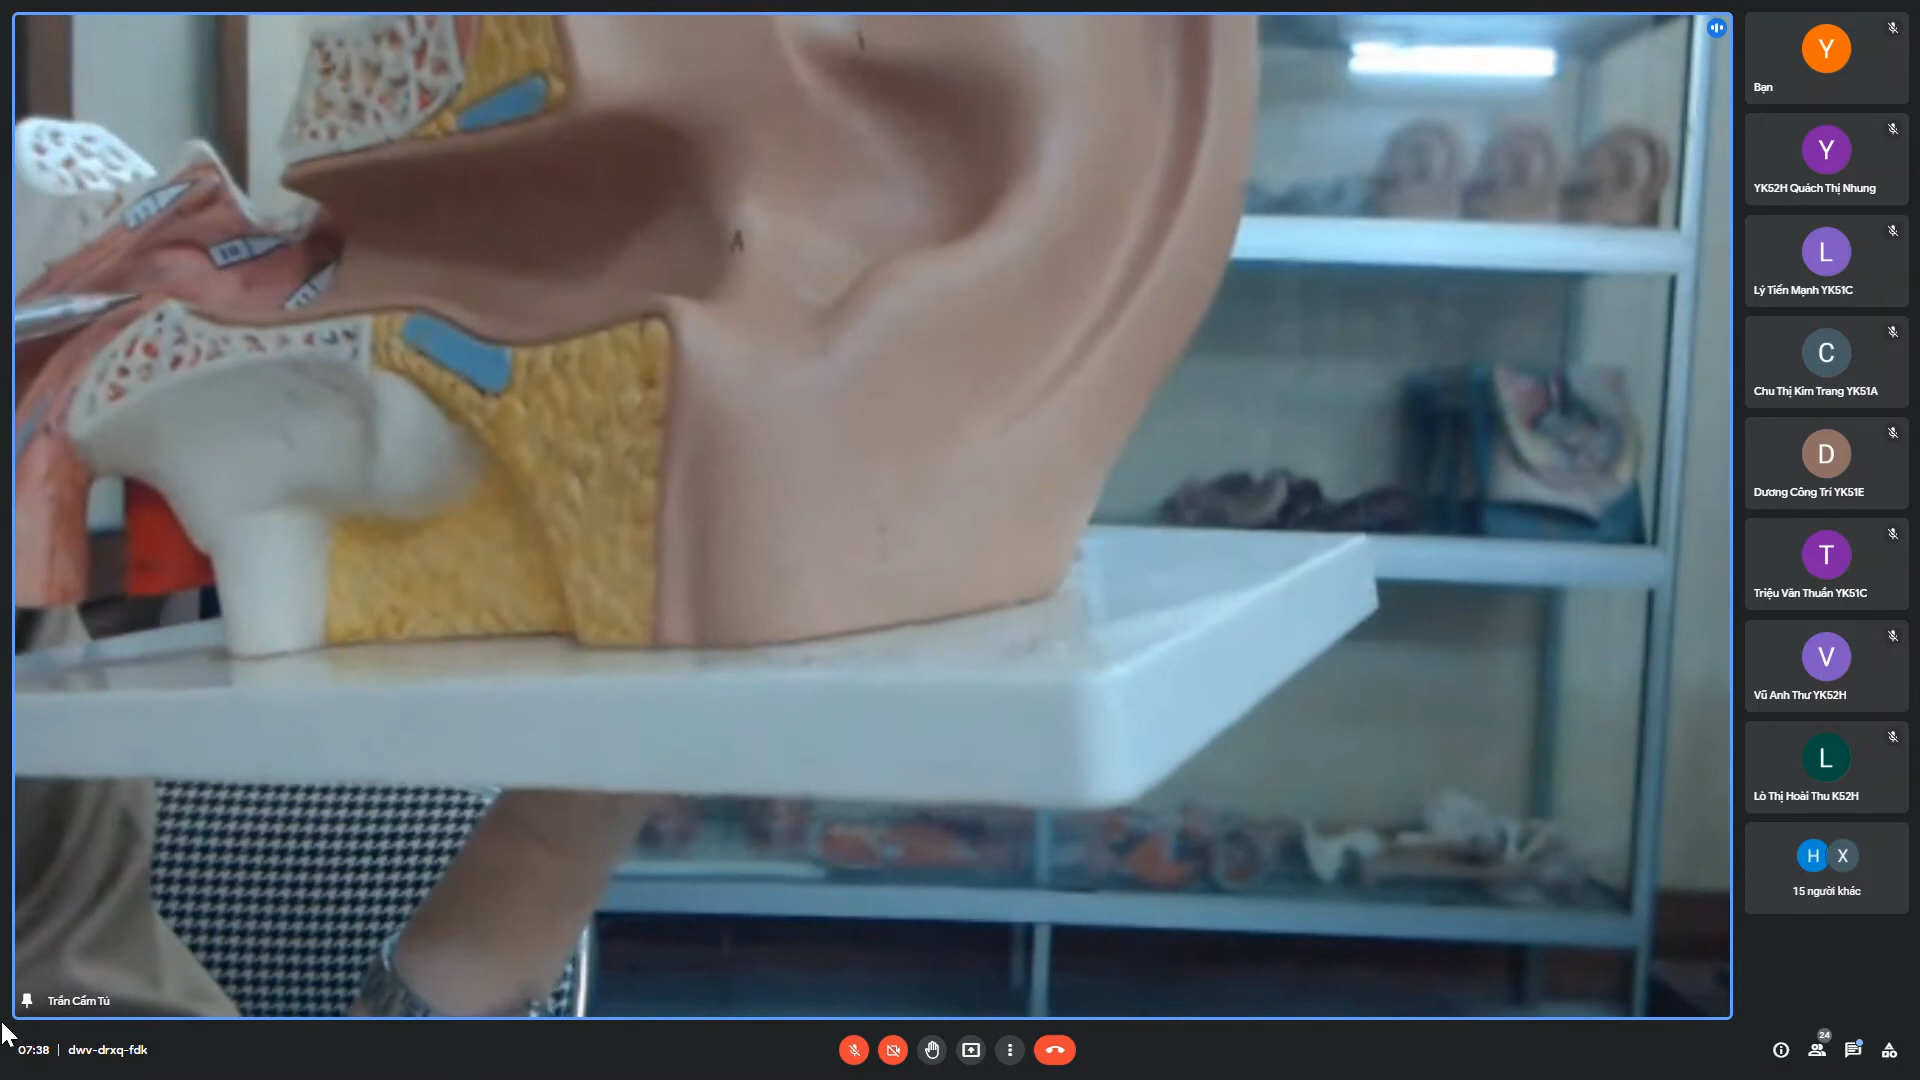 A
Trần Cẩm Tú
07:38 | dwv-drxq-fdk
Y
Bạn
Y
YK52H Quách Thị Nhung
L
Lý Tiến Mạnh YK51C
C
Chu Thị Kim Trang YK51A
D
Dương Công Trí YK51E
T
Triệu Văn Thuần YK51C
V
Vũ Anh Thư YK52H
L
Lò Thị Hoài Thu K52H
H X
15 người khác
24